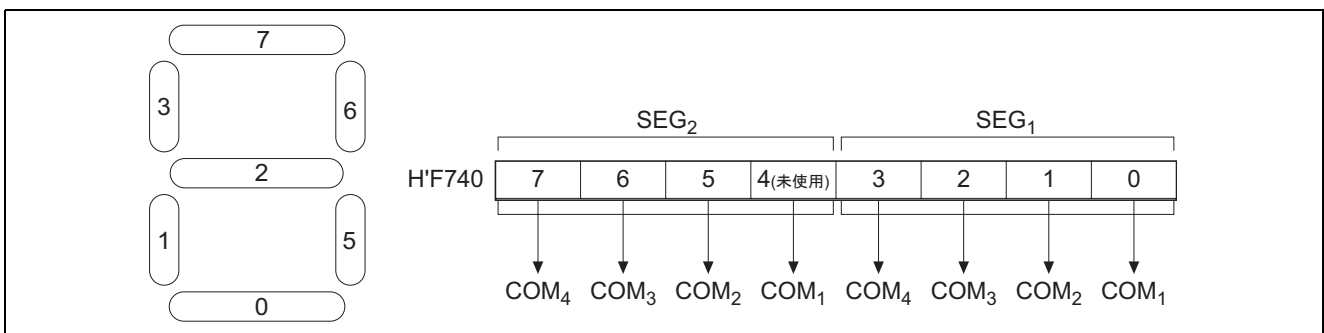 7
3 6
2
1 5
0
SEG₂ SEG₁
H'F740 7 6 5 4(未使用) 3 2 1 0
COM₄ COM₃ COM₂ COM₁ COM₄ COM₃ COM₂ COM₁